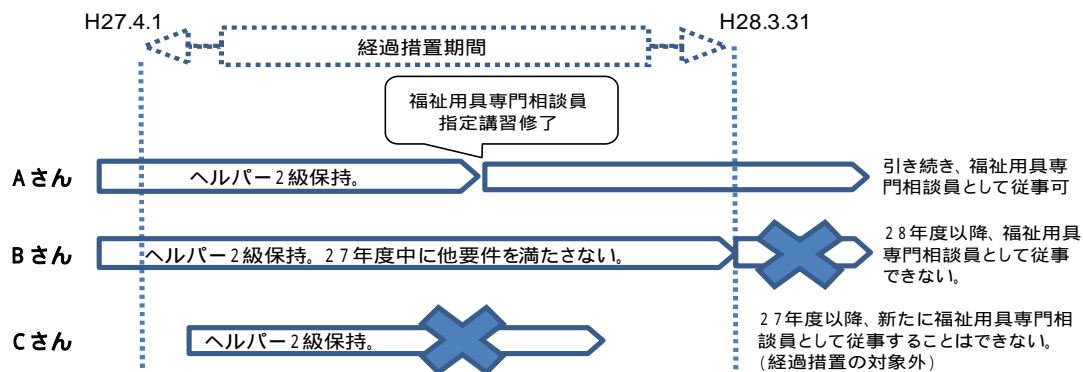 H27.4.1
H28.3.31
経過措置期間
福祉用具専門相談員
指定講習修了
Aさん
ヘルパー2級保持。
引き続き、福祉用具専
門相談員として従事可
Bさん
ヘルパー2級保持。27年度中に他要件を満たさない。
28年度以降、福祉用具
専門相談員として従事
できない。
Cさん
ヘルパー2級保持。
27年度以降、新たに福祉用具専門相
談員として従事することはできない。
(経過措置の対象外)